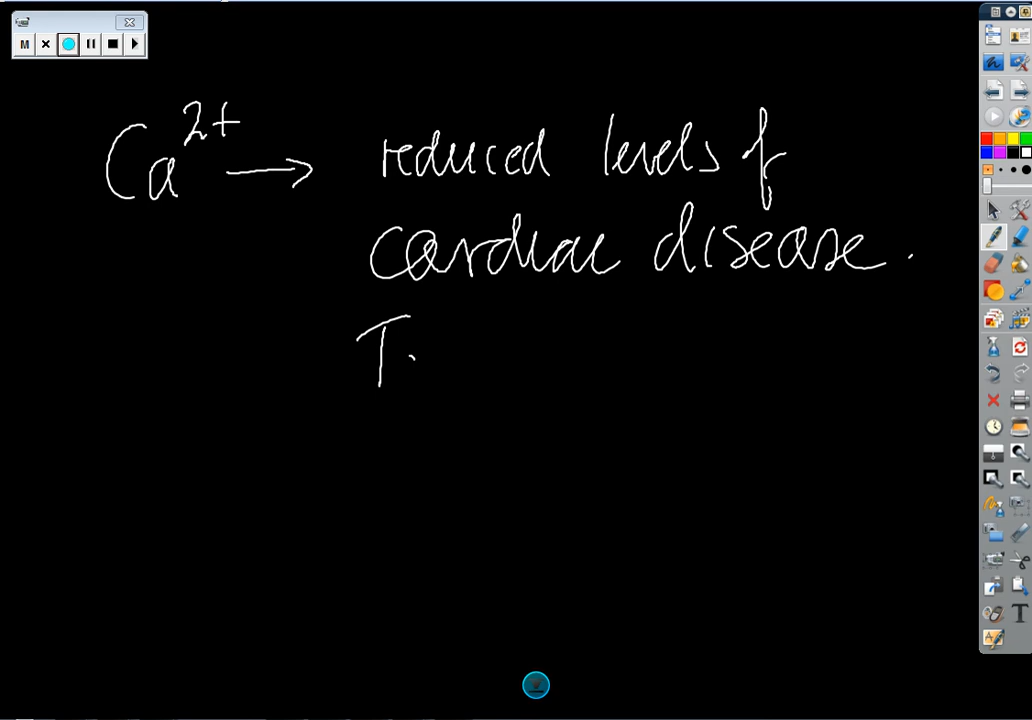 M
Ca²⁺ → reduced levels of
cardiac disease.
T.
T